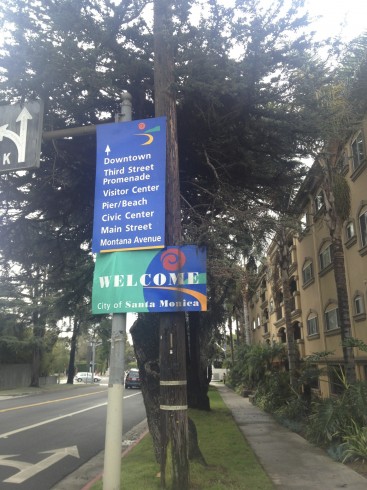 Downtown
Third Street
Promenade
Visitor Center
Pier/Beach
Civic Center
Main Street
Montana Avenue
WELCOME
City of Santa Monica
K